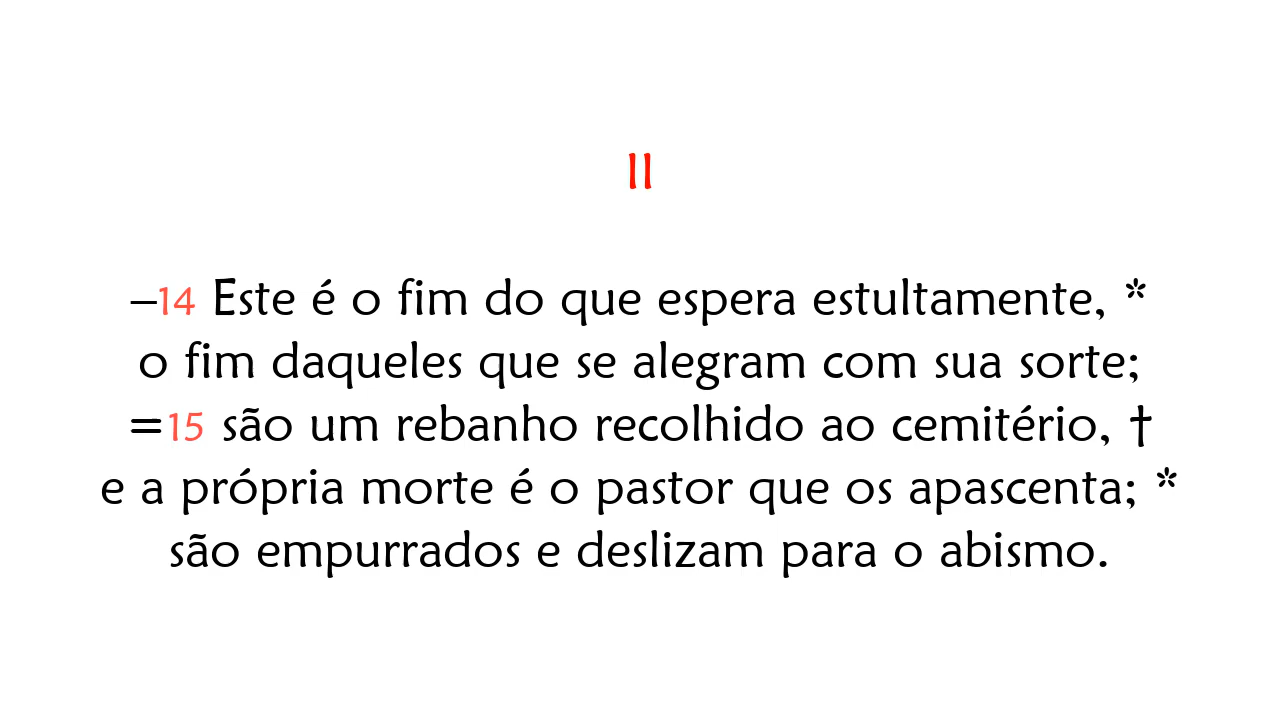 II
–14 Este é o fim do que espera estultamente, *
o fim daqueles que se alegram com sua sorte;
=15 são um rebanho recolhido ao cemitério, †
e a própria morte é o pastor que os apascenta; *
são empurrados e deslizam para o abismo.